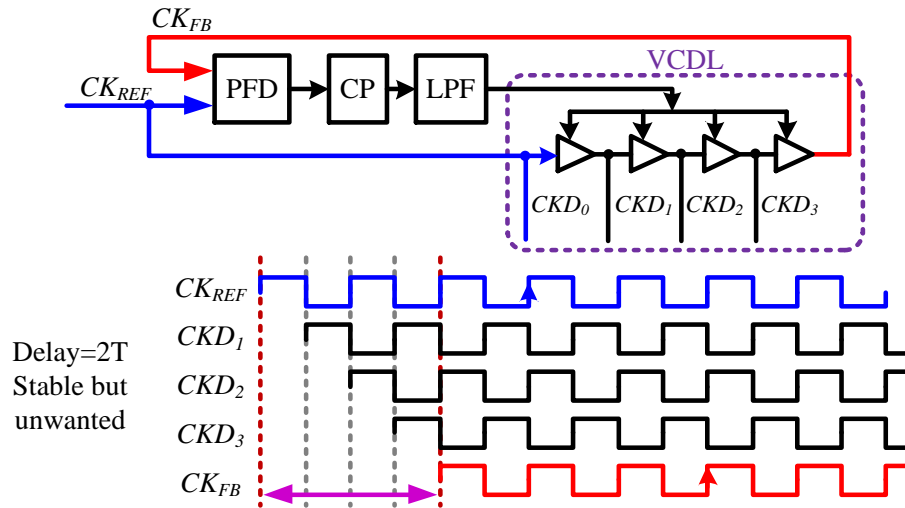 CK_FB
VCDL
CK_REF
PFD
CP
LPF
CKD_0
CKD_1
CKD_2
CKD_3
CK_REF
CKD_1
Delay=2T
Stable but
unwanted
CKD_2
CKD_3
CK_FB